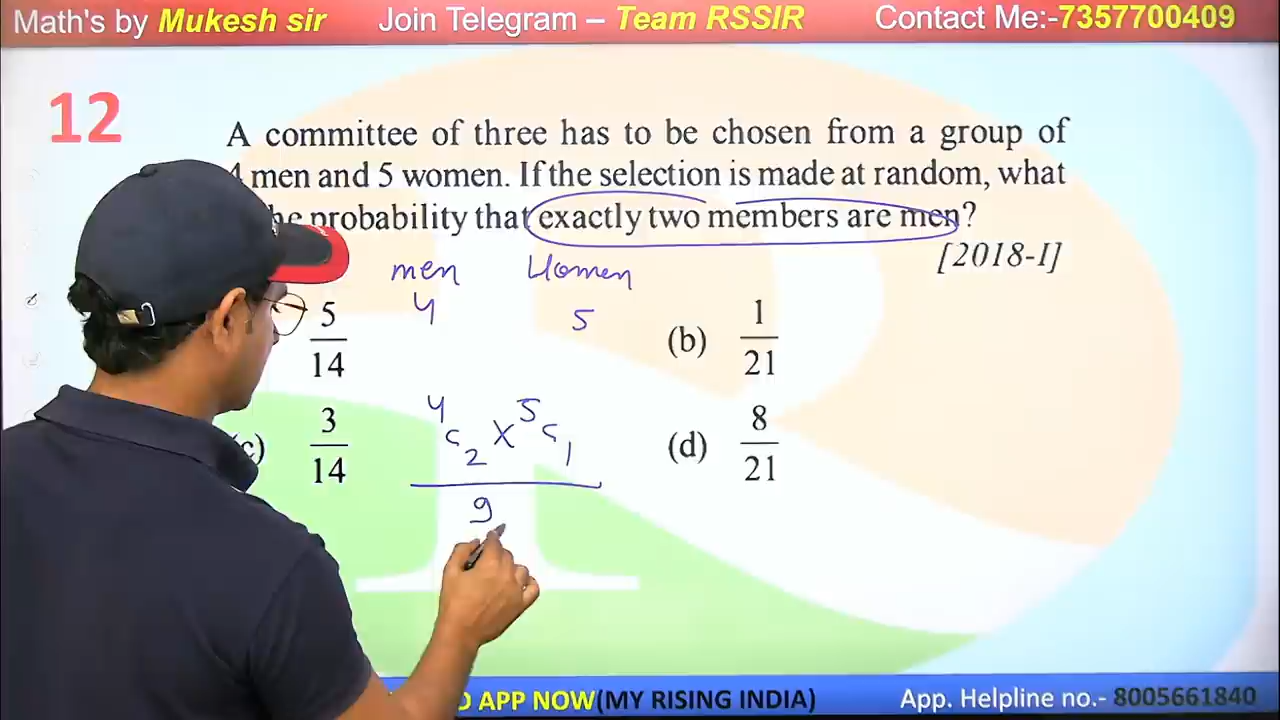 Math's by Mukesh sir Join Telegram – Team RSSIR Contact Me:-7357700409
12
A committee of three has to be chosen from a group of
4 men and 5 women. If the selection is made at random, what
probability that exactly two members are men?
[2018-I]
men Women
4 5
5/14
(b) 1/21
(c) 3/14
(d) 8/21
⁴C₂ X ⁵C₁
9
APP NOW(MY RISING INDIA) App. Helpline no.- 8005661840